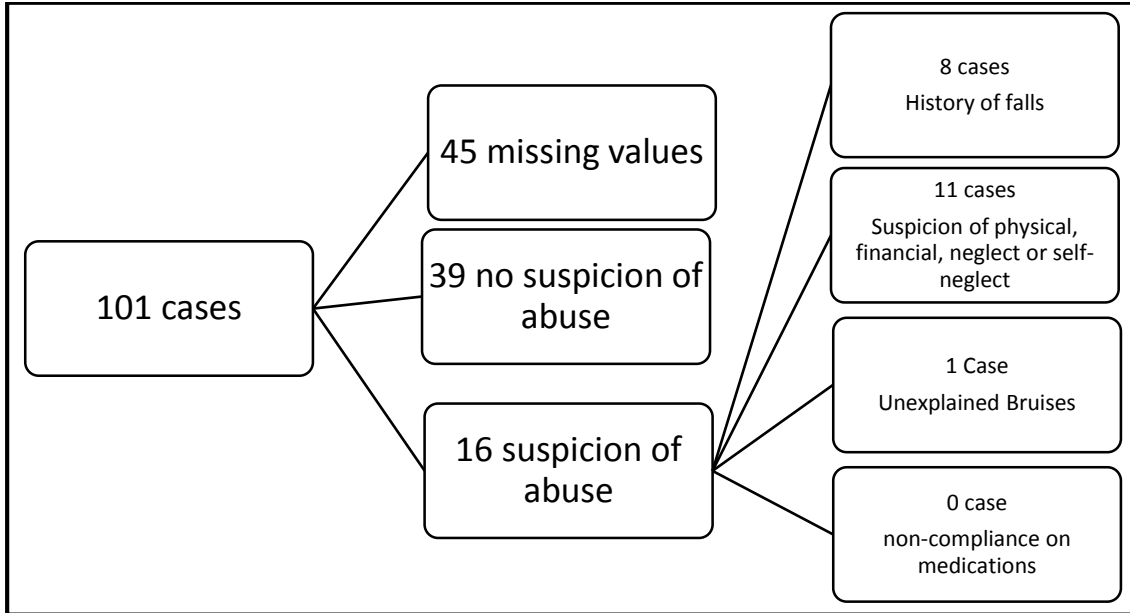 101 cases
45 missing values
39 no suspicion of
abuse
16 suspicion of
abuse
8 cases
History of falls
11 cases
Suspicion of physical,
financial, neglect or self-
neglect
1 Case
Unexplained Bruises
0 case
non-compliance on
medications